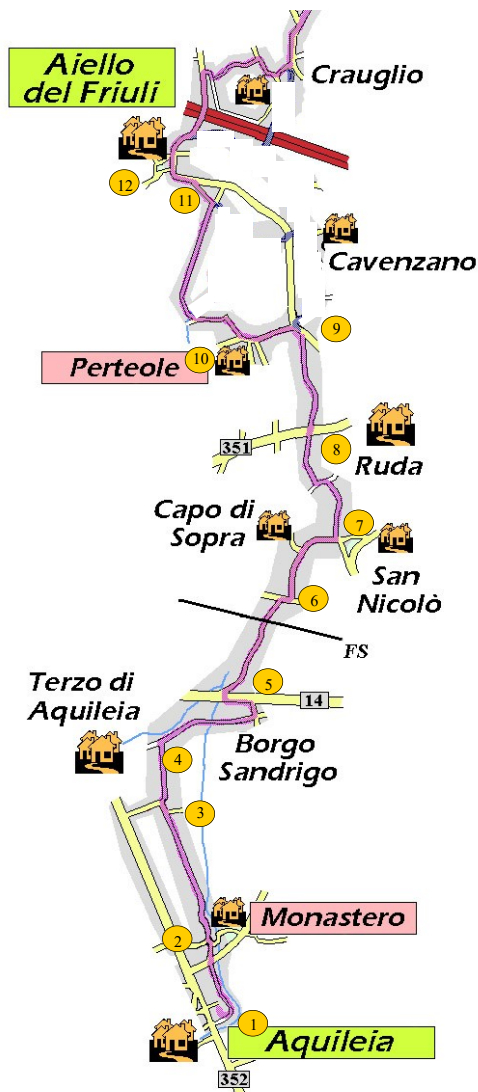 Aiello
del Friuli
Crauglio
12
11
Cavenzano
9
10
Perteole
351
8
Ruda
Capo di
Sopra
7
San
Nicolò
6
FS
5
Terzo di
Aquileia
14
Borgo
Sandrigo
4
3
Monastero
2
1
Aquileia
352